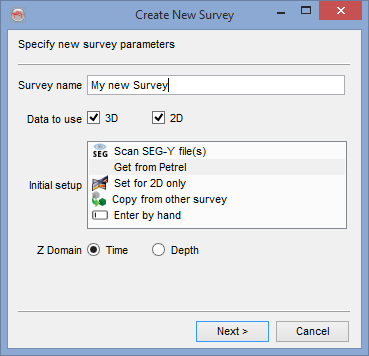 Create New Survey
Specify new survey parameters
Survey name My new Survey
Data to use 3D 2D
SEG Scan SEG-Y file(s)
Get from Petrel
Initial setup Set for 2D only
Copy from other survey
Enter by hand
Z Domain Time Depth
Next > Cancel